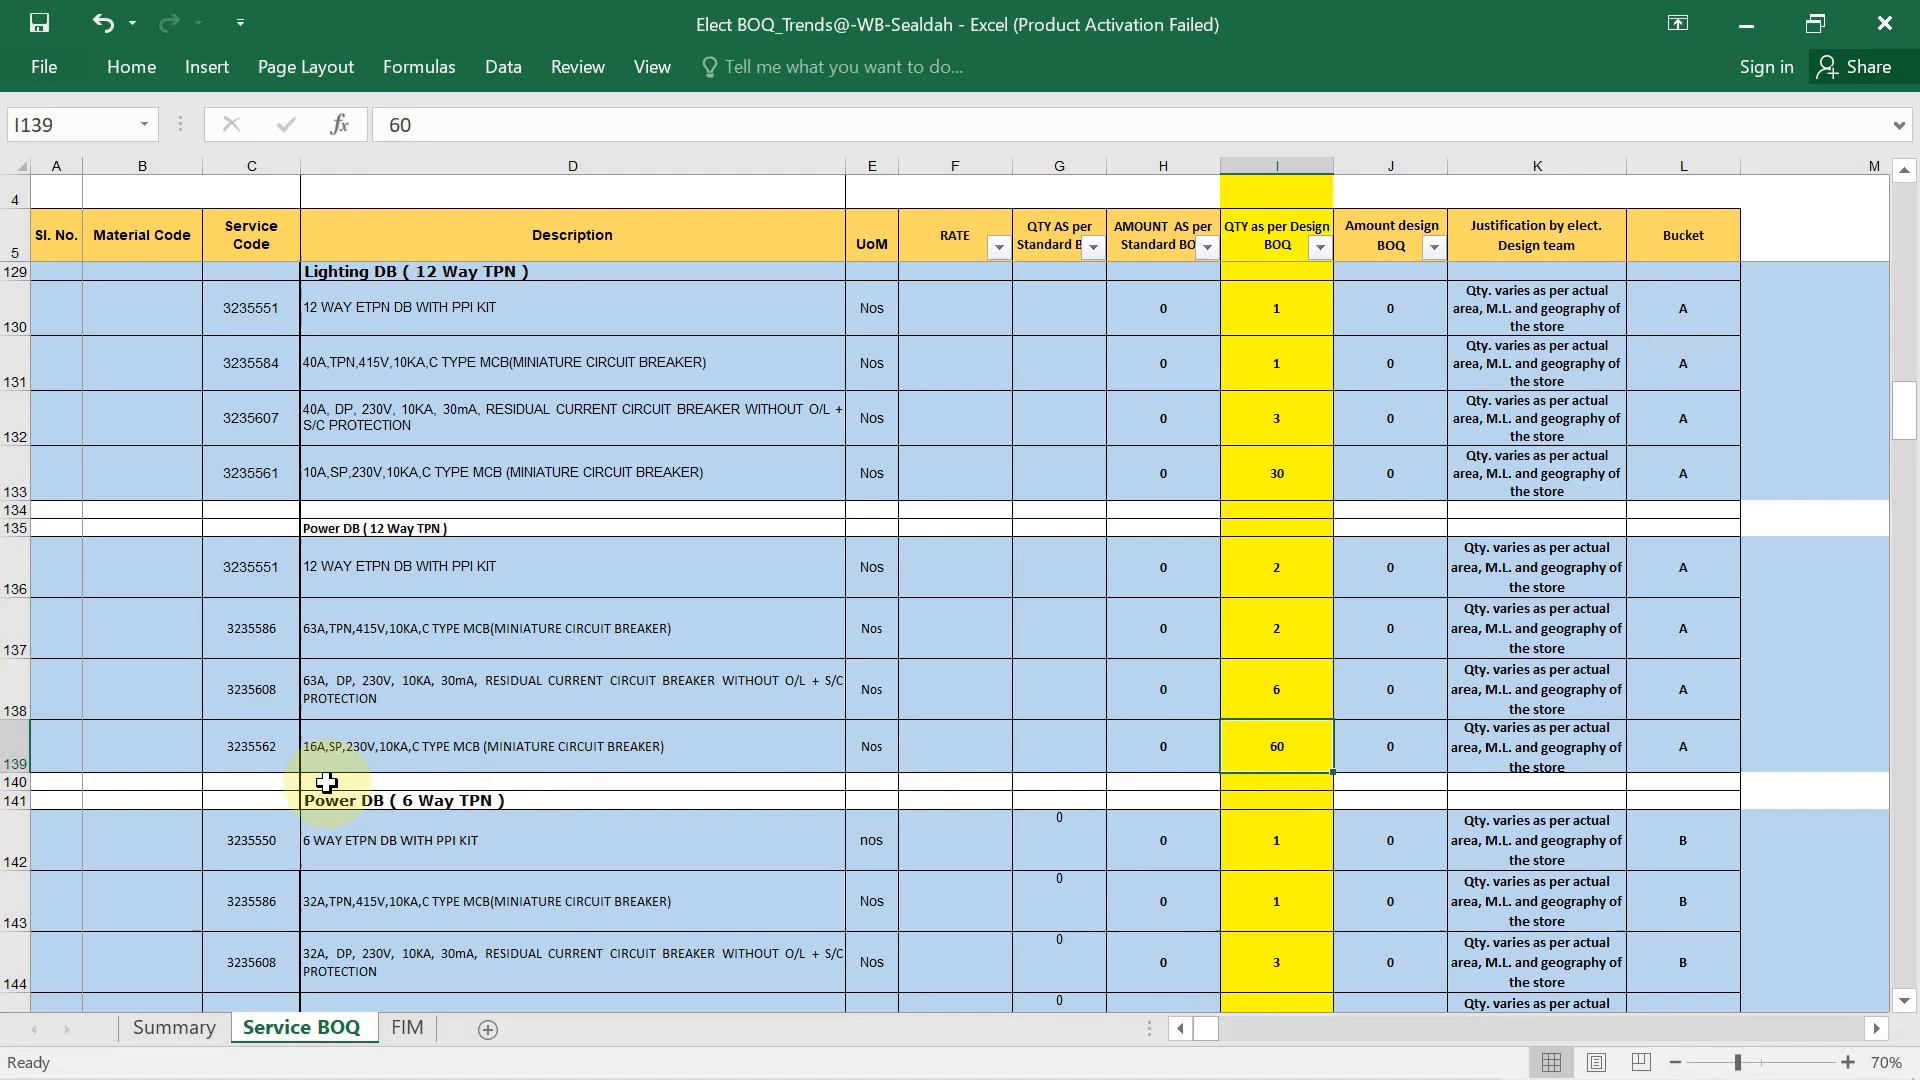 Elect BOQ_Trends@-WB-Sealdah - Excel (Product Activation Failed)
File Home Insert Page Layout Formulas Data Review View Tell me what you want to do... Sign in Share
I139 fx 60
A B C D E F G H I J K L M
4
5 Sl. No. Material Code Service Code Description UoM RATE QTY AS per Standard B AMOUNT AS per Standard BO QTY as per Design BOQ Amount design BOQ Justification by elect. Design team Bucket
129 Lighting DB ( 12 Way TPN )
130 3235551 12 WAY ETPN DB WITH PPI KIT Nos 0 1 0 Qty. varies as per actual area, M.L. and geography of the store A
131 3235584 40A,TPN,415V,10KA,C TYPE MCB(MINIATURE CIRCUIT BREAKER) Nos 0 1 0 Qty. varies as per actual area, M.L. and geography of the store A
132 3235607 40A, DP, 230V, 10KA, 30mA, RESIDUAL CURRENT CIRCUIT BREAKER WITHOUT O/L + S/C PROTECTION Nos 0 3 0 Qty. varies as per actual area, M.L. and geography of the store A
133 3235561 10A,SP,230V,10KA,C TYPE MCB (MINIATURE CIRCUIT BREAKER) Nos 0 30 0 Qty. varies as per actual area, M.L. and geography of the store A
134
135 Power DB ( 12 Way TPN )
136 3235551 12 WAY ETPN DB WITH PPI KIT Nos 0 2 0 Qty. varies as per actual area, M.L. and geography of the store A
137 3235586 63A,TPN,415V,10KA,C TYPE MCB(MINIATURE CIRCUIT BREAKER) Nos 0 2 0 Qty. varies as per actual area, M.L. and geography of the store A
138 3235608 63A, DP, 230V, 10KA, 30mA, RESIDUAL CURRENT CIRCUIT BREAKER WITHOUT O/L + S/C PROTECTION Nos 0 6 0 Qty. varies as per actual area, M.L. and geography of the store A
139 3235562 16A,SP,230V,10KA,C TYPE MCB (MINIATURE CIRCUIT BREAKER) Nos 0 60 0 Qty. varies as per actual area, M.L. and geography of the store A
140
141 Power DB ( 6 Way TPN )
142 3235550 6 WAY ETPN DB WITH PPI KIT nos 0 0 1 0 Qty. varies as per actual area, M.L. and geography of the store B
143 3235586 32A,TPN,415V,10KA,C TYPE MCB(MINIATURE CIRCUIT BREAKER) Nos 0 0 1 0 Qty. varies as per actual area, M.L. and geography of the store B
144 3235608 32A, DP, 230V, 10KA, 30mA, RESIDUAL CURRENT CIRCUIT BREAKER WITHOUT O/L + S/C PROTECTION Nos 0 0 3 0 Qty. varies as per actual area, M.L. and geography of the store B
0 Qty. varies as per actual
Summary Service BOQ FIM
Ready 70%